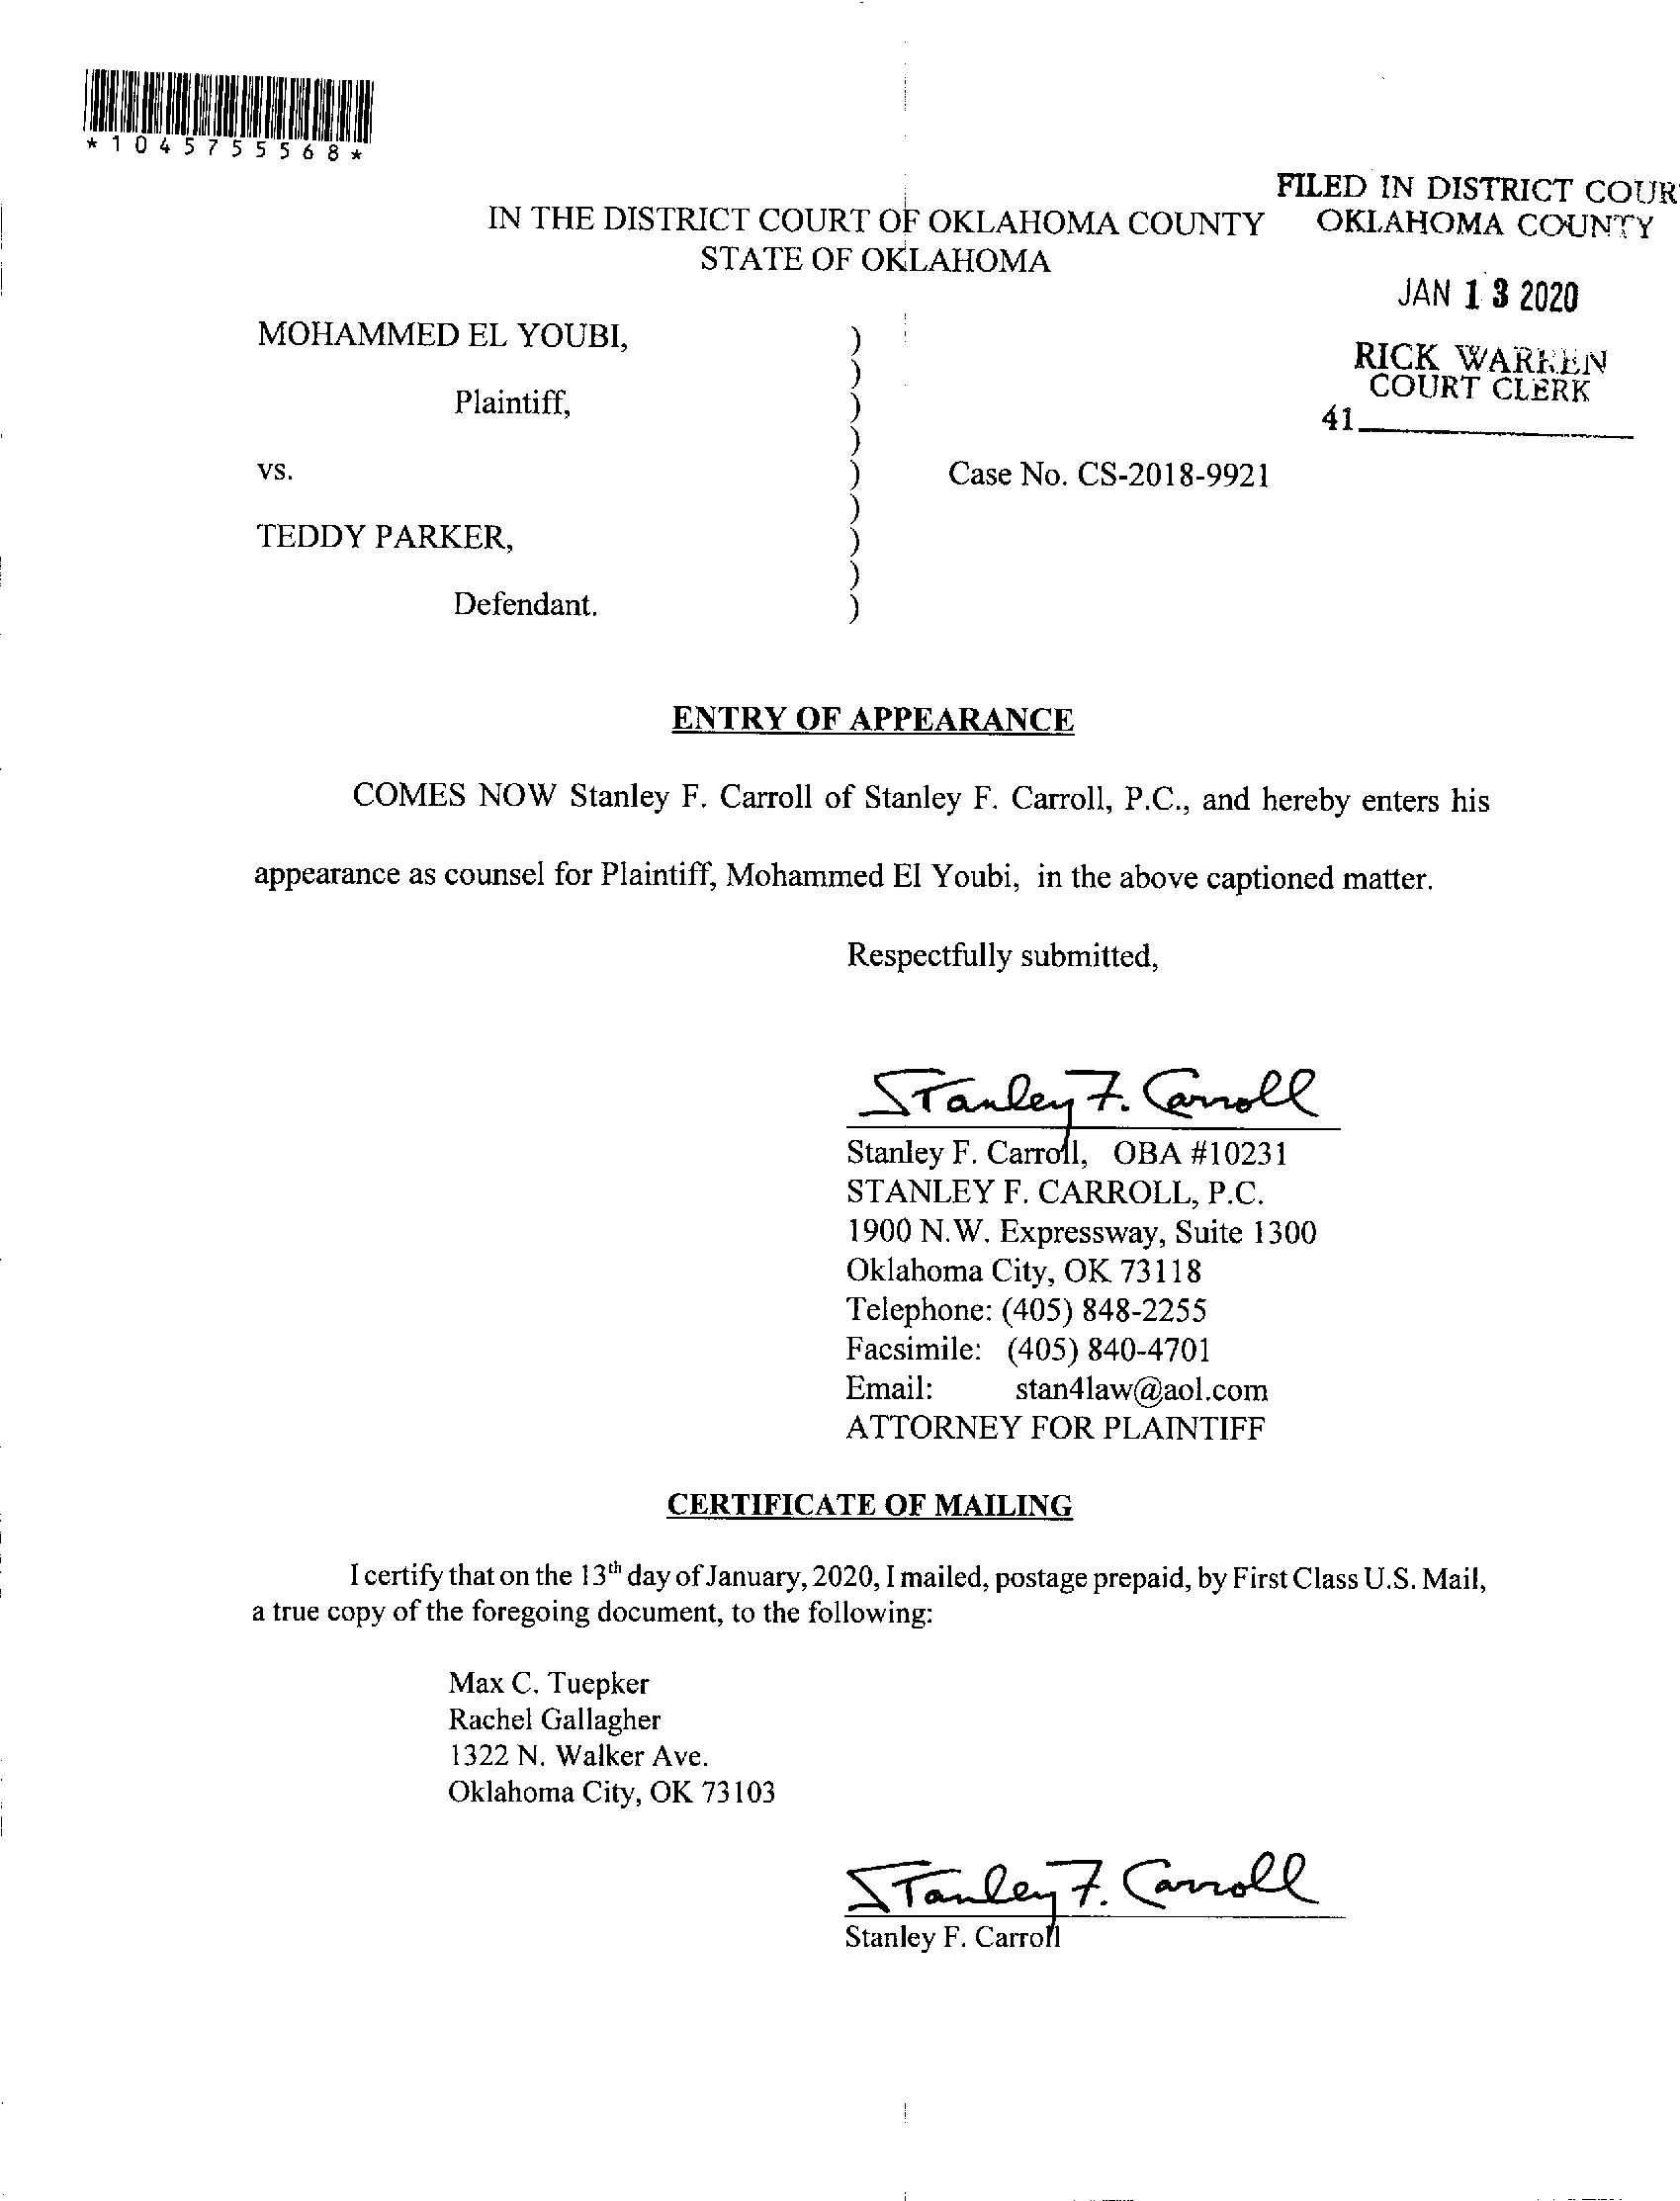 *1045755568*
FILED IN DISTRICT COUR
OKLAHOMA COUNTY
IN THE DISTRICT COURT OF OKLAHOMA COUNTY
STATE OF OKLAHOMA
JAN 13 2020
RICK WARREN
COURT CLERK
41
MOHAMMED EL YOUBI, )
)
Plaintiff, )
)
vs. ) Case No. CS-2018-9921
)
TEDDY PARKER, )
)
Defendant. )
ENTRY OF APPEARANCE
COMES NOW Stanley F. Carroll of Stanley F. Carroll, P.C., and hereby enters his
appearance as counsel for Plaintiff, Mohammed El Youbi, in the above captioned matter.
Respectfully submitted,
Stanley F. Carroll
Stanley F. Carroll, OBA #10231
STANLEY F. CARROLL, P.C.
1900 N.W. Expressway, Suite 1300
Oklahoma City, OK 73118
Telephone: (405) 848-2255
Facsimile: (405) 840-4701
Email: stan4law@aol.com
ATTORNEY FOR PLAINTIFF
CERTIFICATE OF MAILING
I certify that on the 13th day of January, 2020, I mailed, postage prepaid, by First Class U.S. Mail,
a true copy of the foregoing document, to the following:
Max C. Tuepker
Rachel Gallagher
1322 N. Walker Ave.
Oklahoma City, OK 73103
Stanley F. Carroll
Stanley F. Carroll